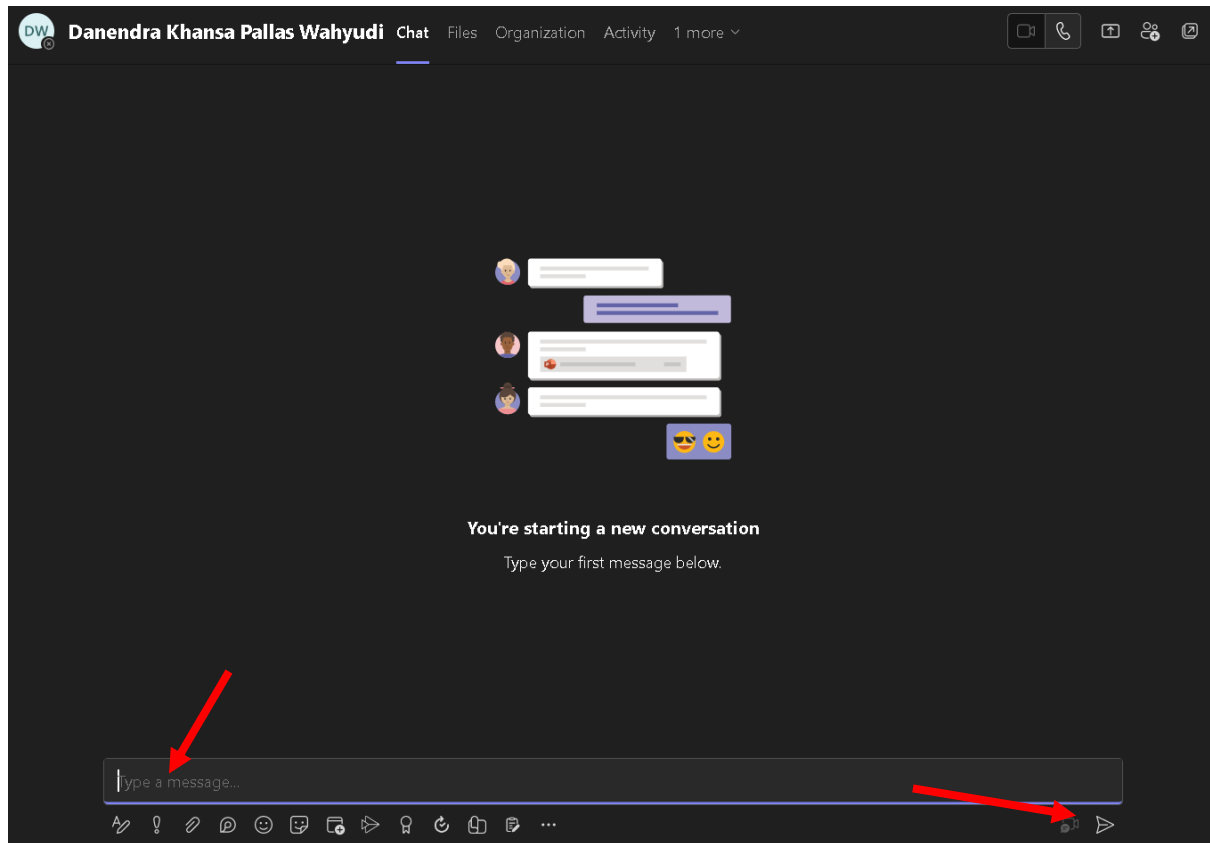 DW Danendra Khansa Pallas Wahyudi Chat Files Organization Activity 1 more
You're starting a new conversation
Type your first message below.
Type a message...